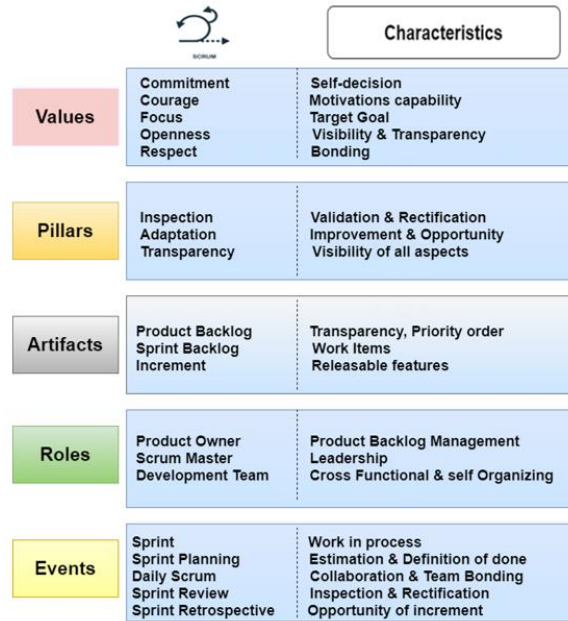 SCRUM
Characteristics
Values
Commitment Self-decision
Courage Motivations capability
Focus Target Goal
Openness Visibility & Transparency
Respect Bonding
Pillars
Inspection Validation & Rectification
Adaptation Improvement & Opportunity
Transparency Visibility of all aspects
Artifacts
Product Backlog Transparency, Priority order
Sprint Backlog Work Items
Increment Releasable features
Roles
Product Owner Product Backlog Management
Scrum Master Leadership
Development Team Cross Functional & self Organizing
Events
Sprint Work in process
Sprint Planning Estimation & Definition of done
Daily Scrum Collaboration & Team Bonding
Sprint Review Inspection & Rectification
Sprint Retrospective Opportunity of increment